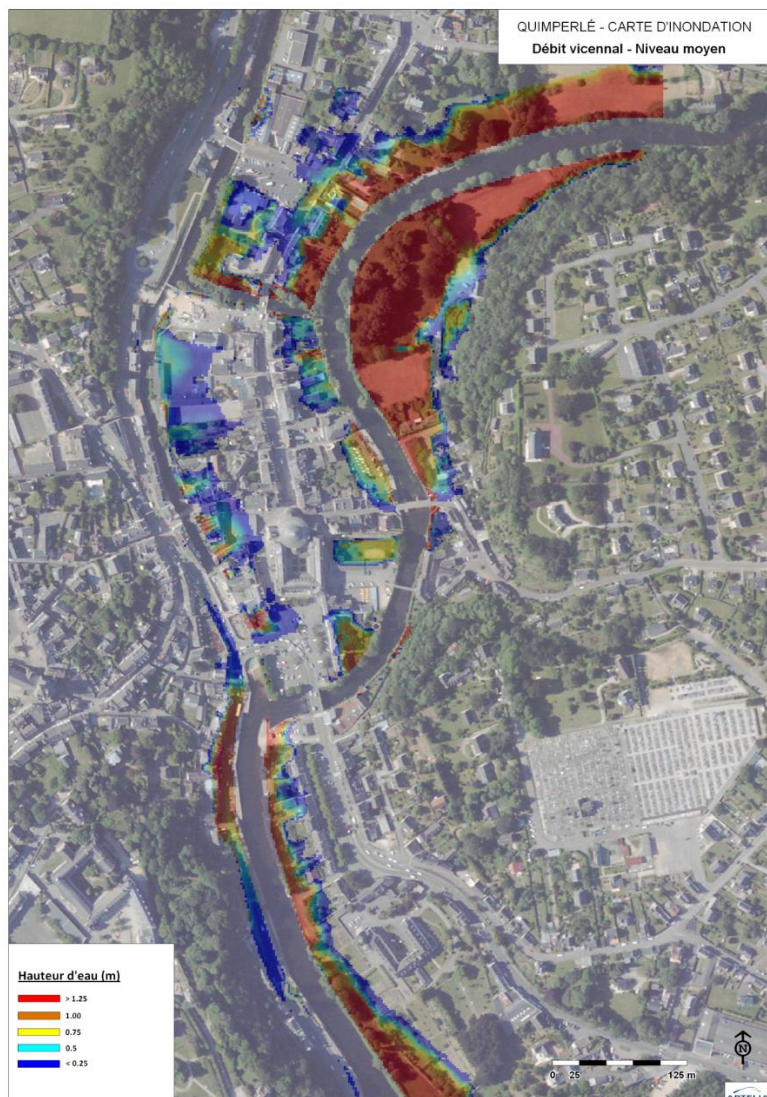 QUIMPERLÉ - CARTE D'INONDATION
Débit vicennal - Niveau moyen
Hauteur d'eau (m)
> 1.25
1.00
0.75
0.5
< 0.25
N
0 25 125 m